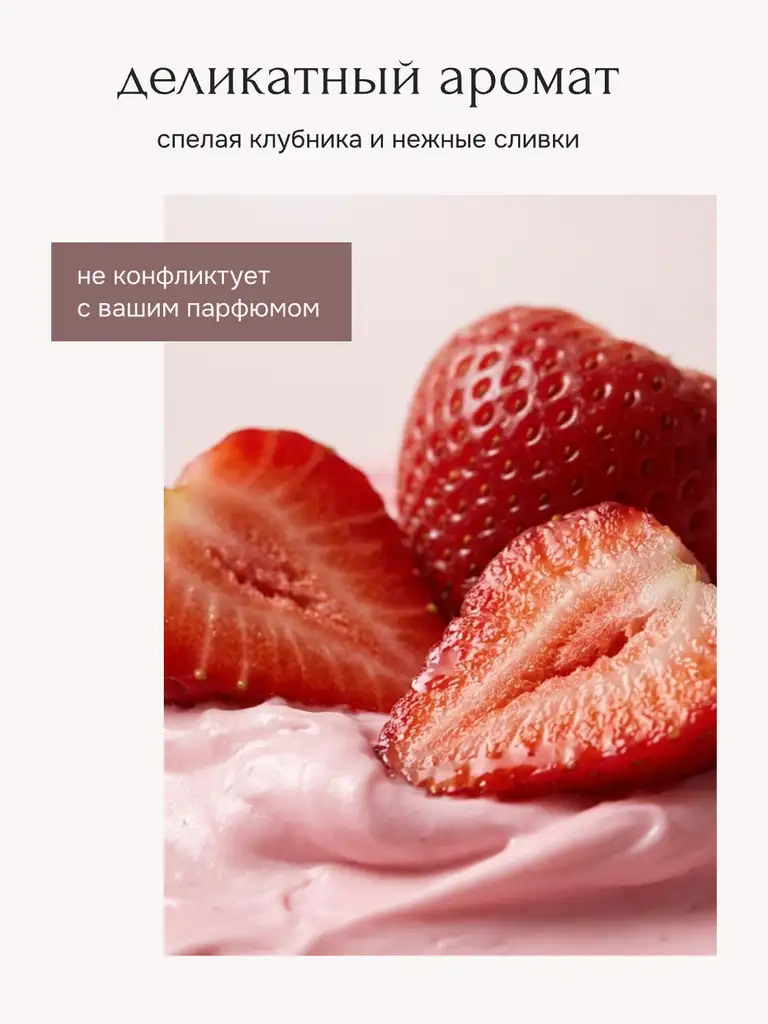 деликатный аромат
спелая клубника и нежные сливки
не конфликтует
с вашим парфюмом